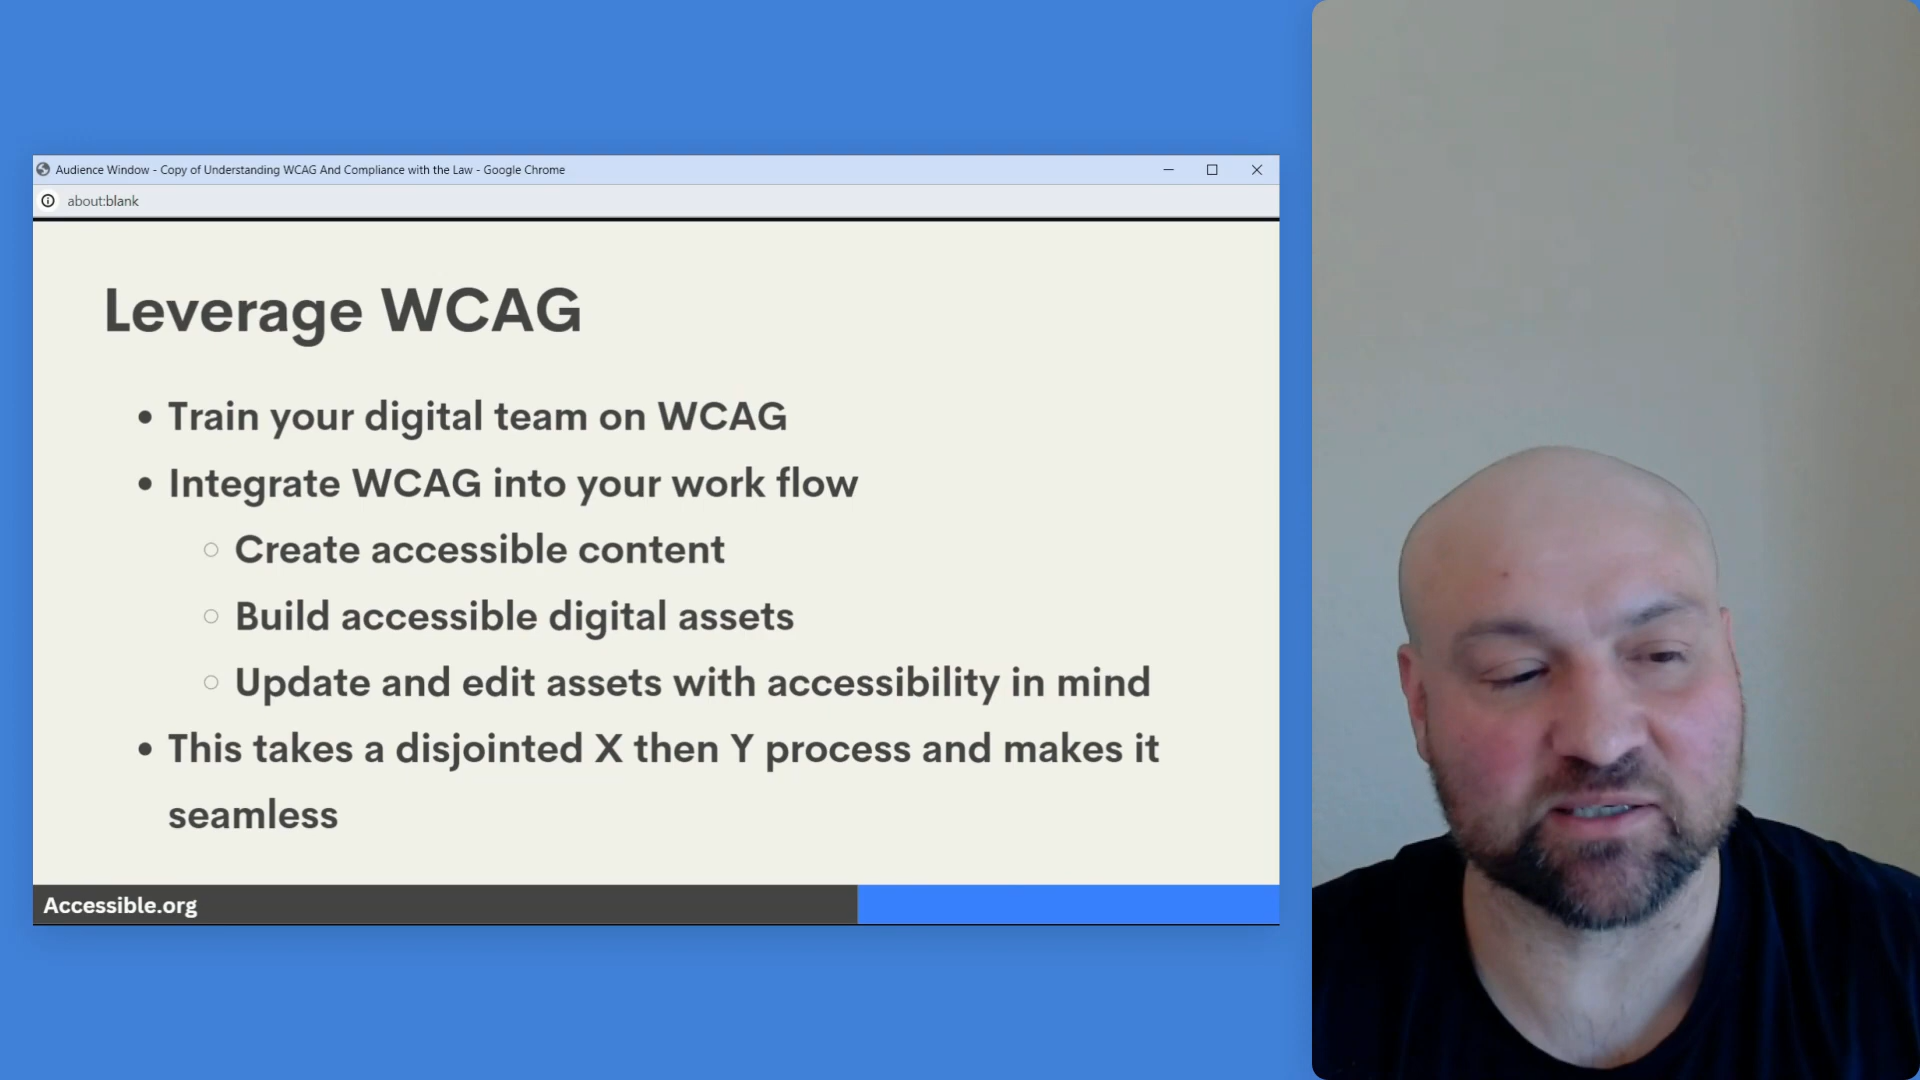 Audience Window - Copy of Understanding WCAG And Compliance with the Law - Google Chrome
about:blank
Leverage WCAG
• Train your digital team on WCAG
• Integrate WCAG into your work flow
○ Create accessible content
○ Build accessible digital assets
○ Update and edit assets with accessibility in mind
• This takes a disjointed X then Y process and makes it
seamless
Accessible.org